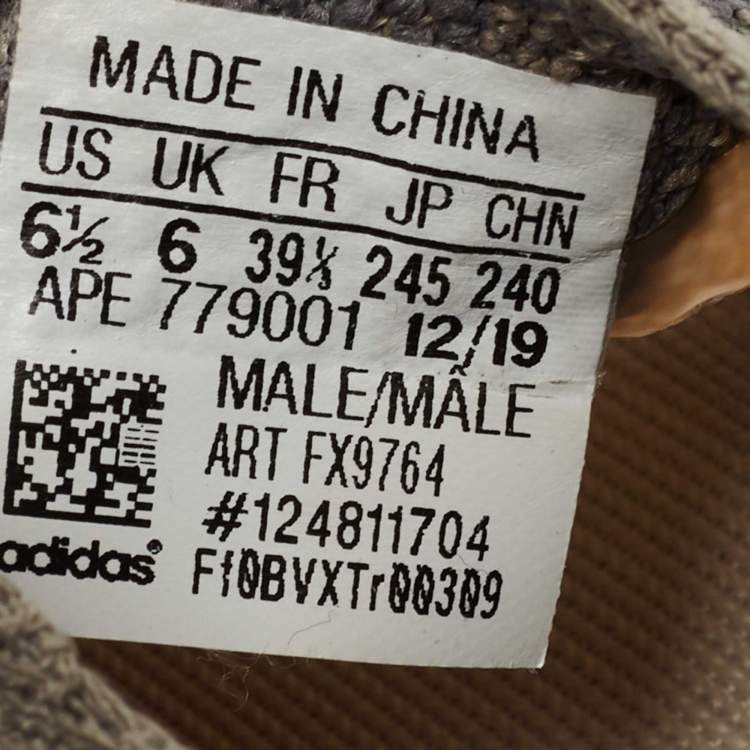 MADE IN CHINA
US UK FR JP CHN
6½ 6 39⅓ 245 240
APE 779001 12/19
MALE/MÂLE
ART FX9764
#124811704
adidas®
Ff0BVXTr00309